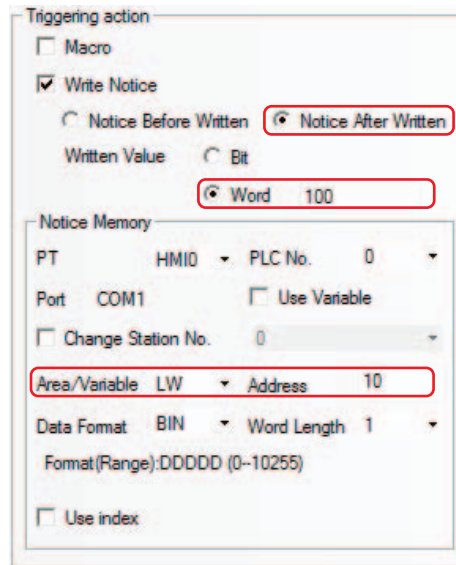 Triggering action
Macro
Write Notice
Notice Before Written Notice After Written
Written Value Bit
Word 100
Notice Memory
PT HMI0 PLC No. 0
Port COM1 Use Variable
Change Station No. 0
Area/Variable LW Address 10
Data Format BIN Word Length 1
Format(Range):DDDDD (0--10255)
Use index